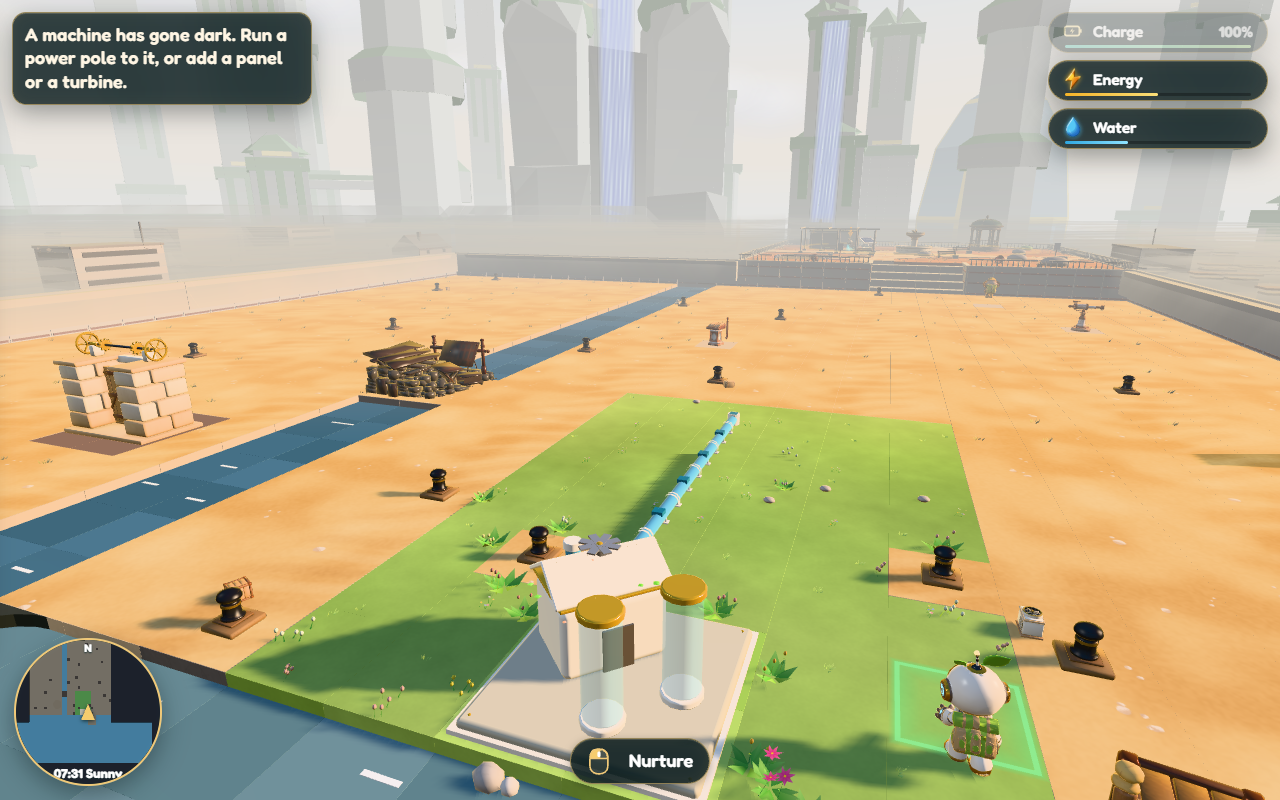 A machine has gone dark. Run a
power pole to it, or add a panel
or a turbine.
Charge 100%
Energy
Water
N
07:31 Sunny
Nurture